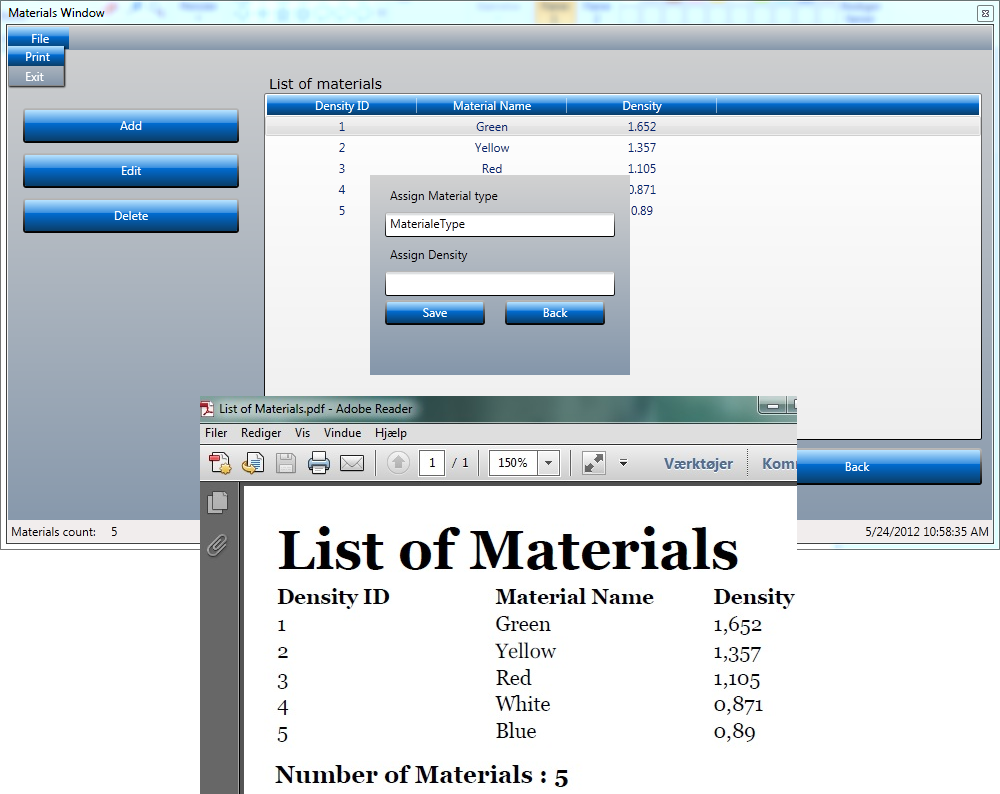 Materials Window
File
Print
Exit
List of materials
Density ID Material Name Density
1 Green 1.652
2 Yellow 1.357
3 Red 1.105
4 0.871
5 0.89
Add
Edit
Delete
Assign Material type
MaterialeType
Assign Density
Save Back
List of Materials.pdf - Adobe Reader
Filer Rediger Vis Vindue Hjælp
1 / 1 150% Værktøjer Komm
Back
Materials count: 5
5/24/2012 10:58:35 AM
List of Materials
Density ID Material Name Density
1 Green 1,652
2 Yellow 1,357
3 Red 1,105
4 White 0,871
5 Blue 0,89
Number of Materials : 5